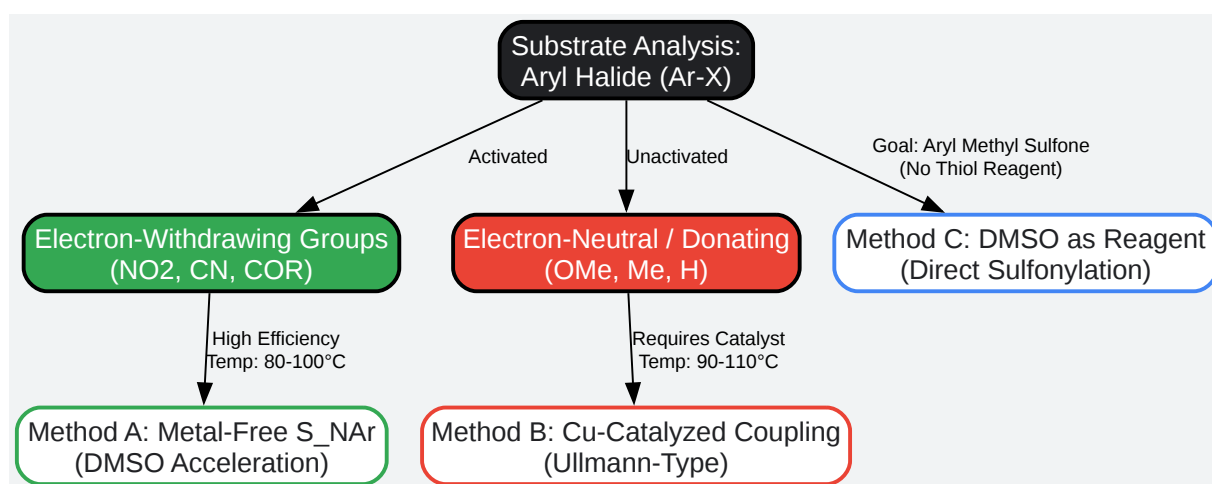 Substrate Analysis:
Aryl Halide (Ar-X)
Activated
Unactivated
Goal: Aryl Methyl Sulfone
(No Thiol Reagent)
Electron-Withdrawing Groups
(NO2, CN, COR)
Electron-Neutral / Donating
(OMe, Me, H)
Method C: DMSO as Reagent
(Direct Sulfonylation)
High Efficiency
Temp: 80-100°C
Requires Catalyst
Temp: 90-110°C
Method A: Metal-Free S_NAr
(DMSO Acceleration)
Method B: Cu-Catalyzed Coupling
(Ullmann-Type)